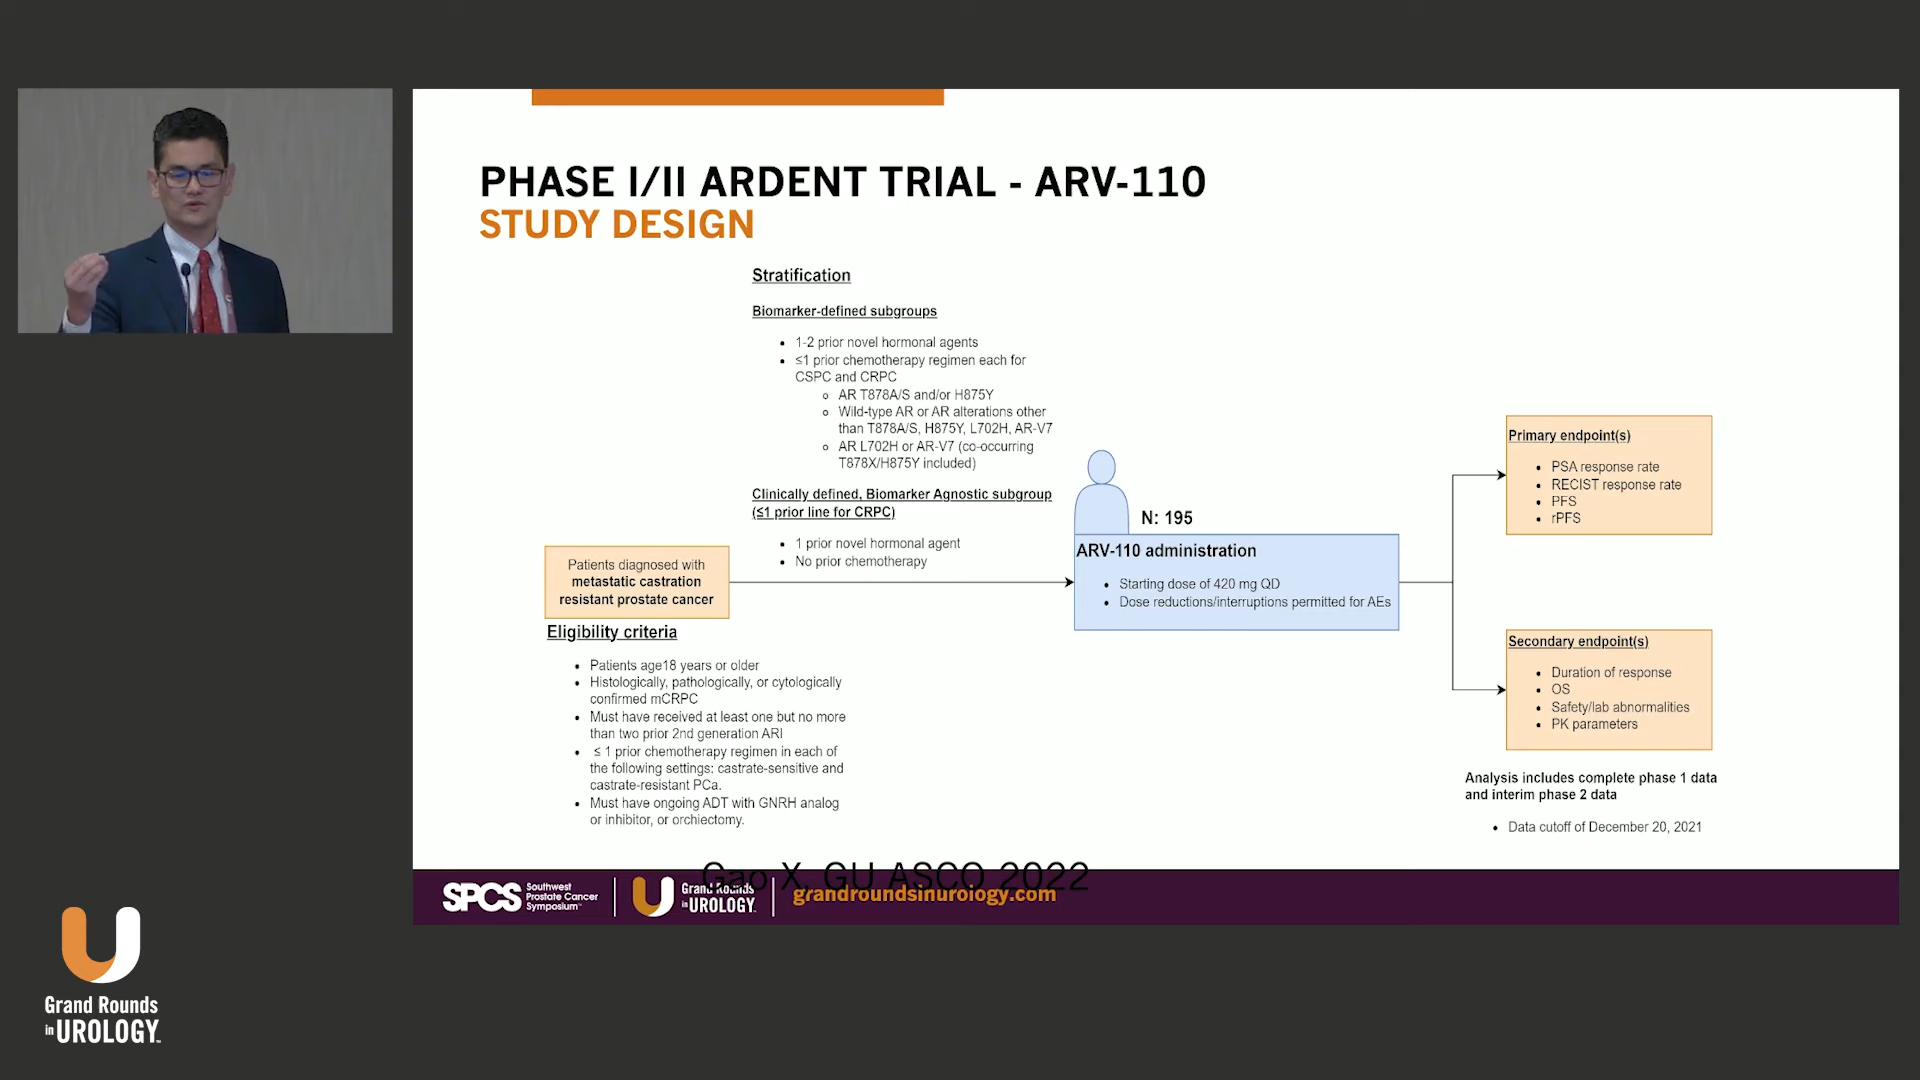 PHASE I/II ARDENT TRIAL - ARV-110
STUDY DESIGN
Stratification
Biomarker-defined subgroups
• 1-2 prior novel hormonal agents
• ≤1 prior chemotherapy regimen each for
CSPC and CRPC
o AR T878A/S and/or H875Y
o Wild-type AR or AR alterations other
than T878A/S, H875Y, L702H, AR-V7
o AR L702H or AR-V7 (co-occurring
T878X/H875Y included)
Clinically defined, Biomarker Agnostic subgroup
(≤1 prior line for CRPC)
• 1 prior novel hormonal agent
• No prior chemotherapy
Patients diagnosed with
metastatic castration
resistant prostate cancer
Eligibility criteria
• Patients age18 years or older
• Histologically, pathologically, or cytologically
confirmed mCRPC
• Must have received at least one but no more
than two prior 2nd generation ARI
• ≤ 1 prior chemotherapy regimen in each of
the following settings: castrate-sensitive and
castrate-resistant PCa.
• Must have ongoing ADT with GNRH analog
or inhibitor, or orchiectomy.
N: 195
ARV-110 administration
• Starting dose of 420 mg QD
• Dose reductions/interruptions permitted for AEs
Primary endpoint(s)
• PSA response rate
• RECIST response rate
• PFS
• rPFS
Secondary endpoint(s)
• Duration of response
• OS
• Safety/lab abnormalities
• PK parameters
Analysis includes complete phase 1 data
and interim phase 2 data
• Data cutoff of December 20, 2021
Gao X, GU ASCO 2022
SPCS
Southwest
Prostate Cancer
Symposium™
Grand Rounds
in UROLOGY™
grandroundsinurology.com
Grand Rounds
in UROLOGY™